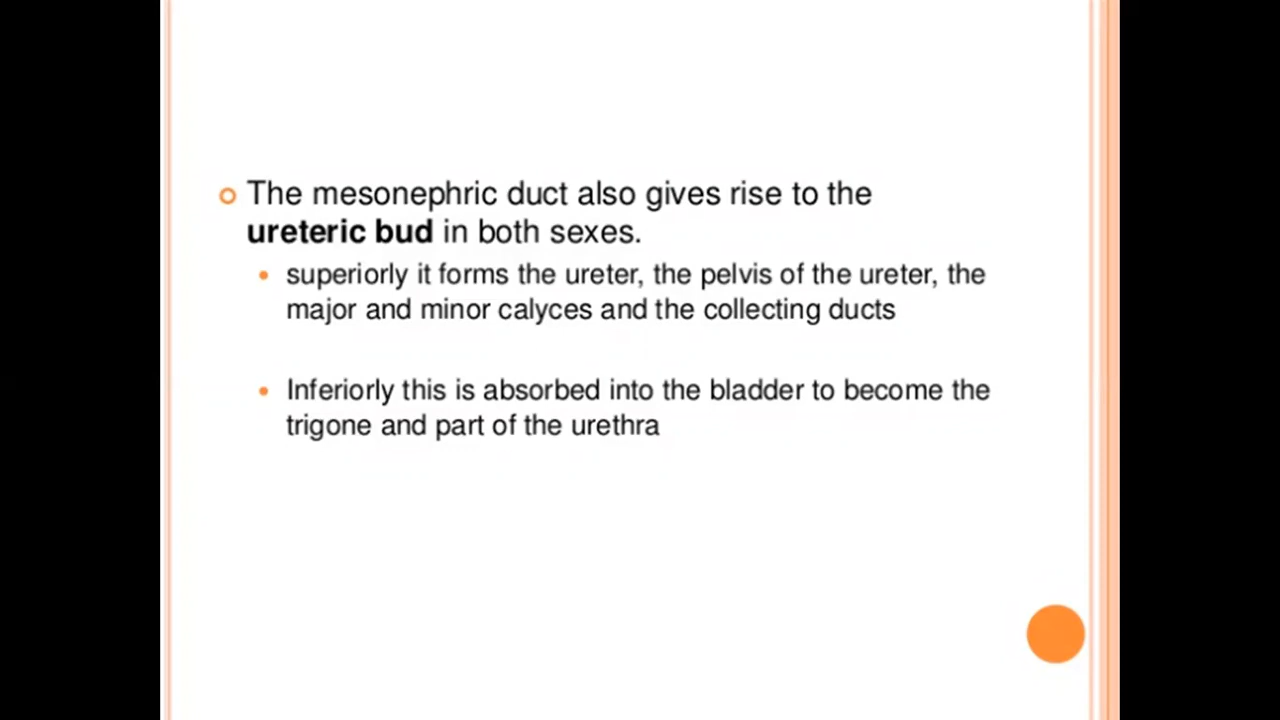 The mesonephric duct also gives rise to the
ureteric bud in both sexes.
superiorly it forms the ureter, the pelvis of the ureter, the
major and minor calyces and the collecting ducts
Inferiorly this is absorbed into the bladder to become the
trigone and part of the urethra